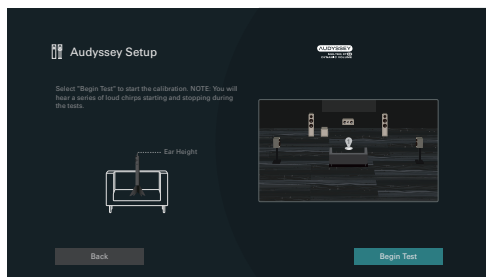 Audyssey Setup
AUDYSSEY
Select "Begin Test" to start the calibration. NOTE: You will
hear a series of loud chirps starting and stopping during
the tests.
Ear Height
Back
Begin Test